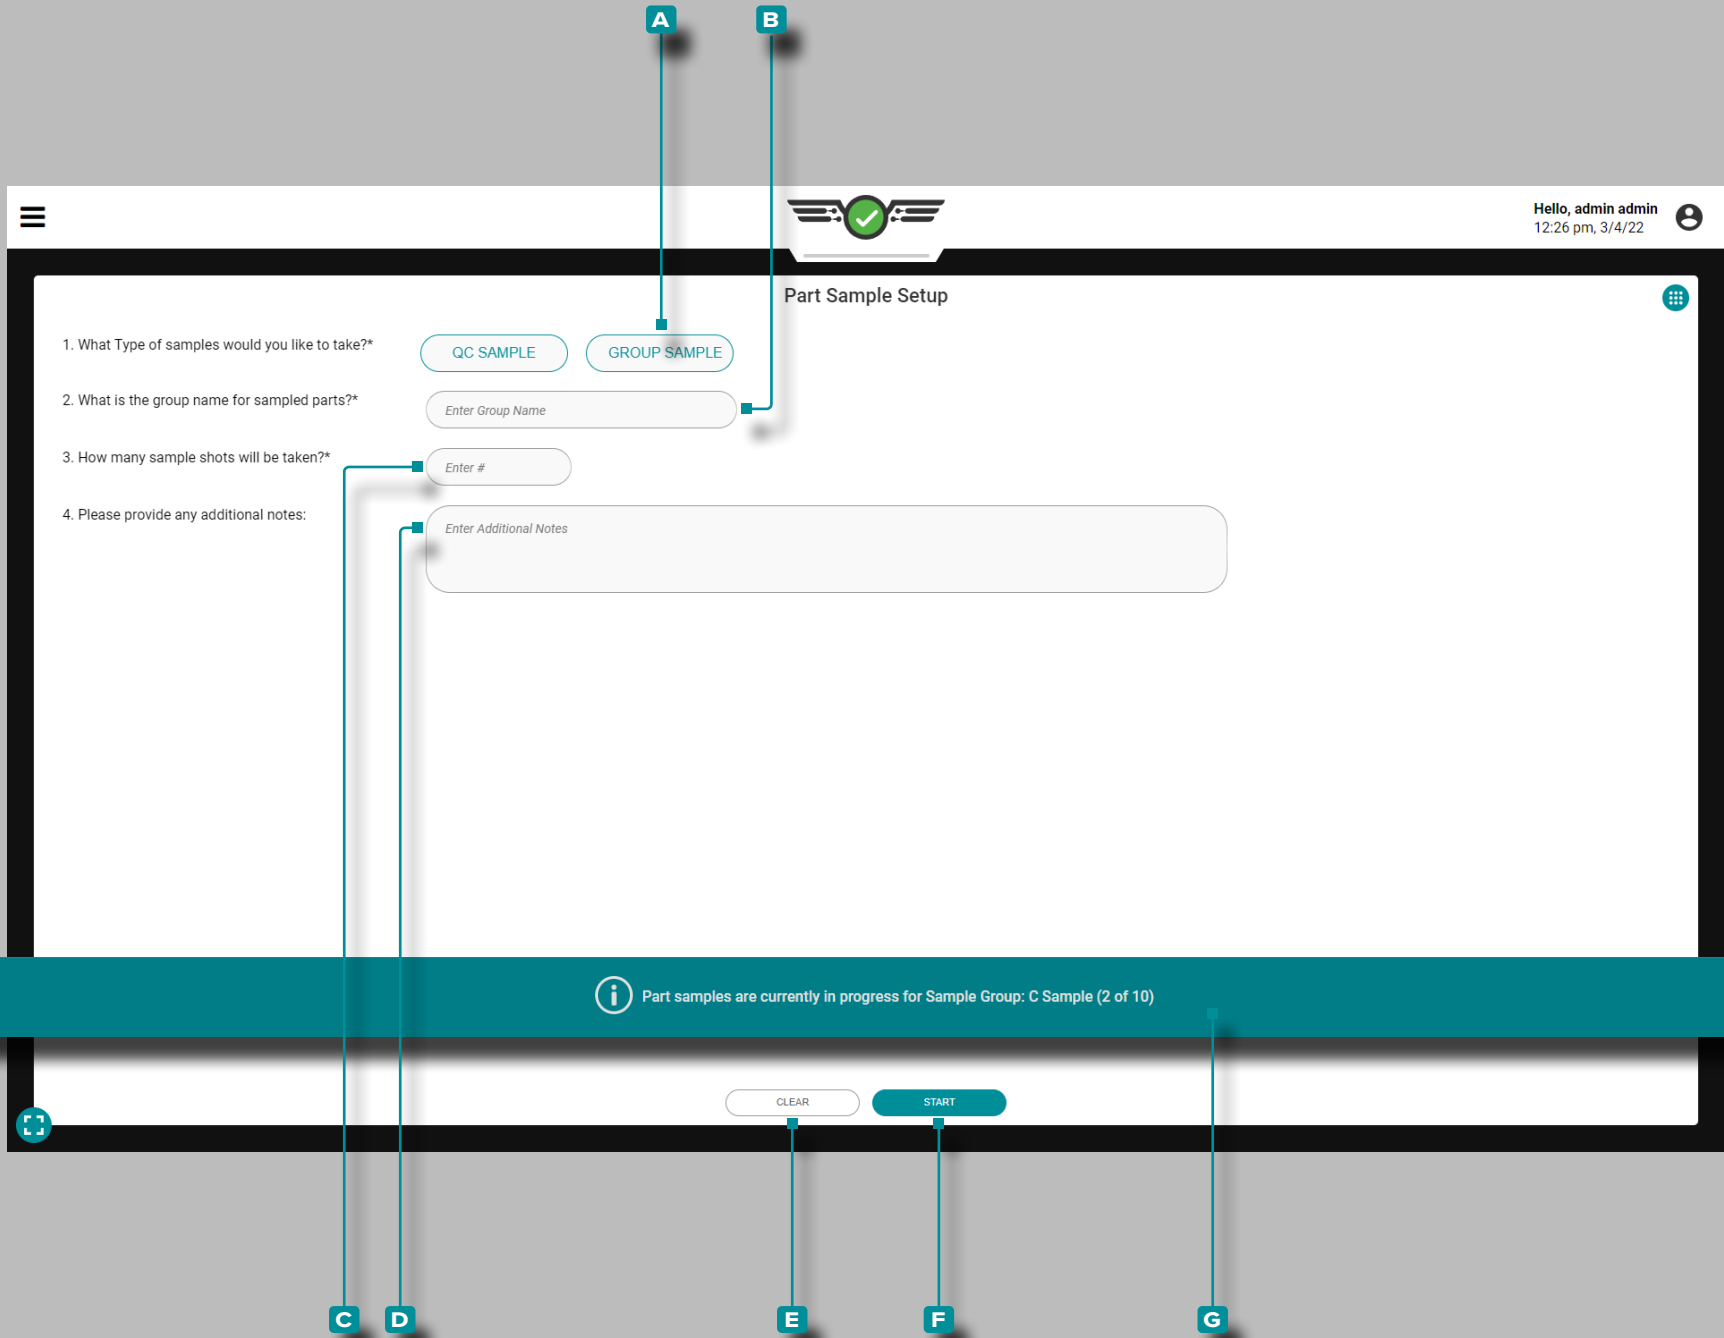 A
B
Hello, admin admin
12:26 pm, 3/4/22
Part Sample Setup
1. What Type of samples would you like to take?*
QC SAMPLE
GROUP SAMPLE
2. What is the group name for sampled parts?*
Enter Group Name
3. How many sample shots will be taken?*
Enter #
4. Please provide any additional notes:
Enter Additional Notes
Part samples are currently in progress for Sample Group: C Sample (2 of 10)
CLEAR
START
C
D
E
F
G